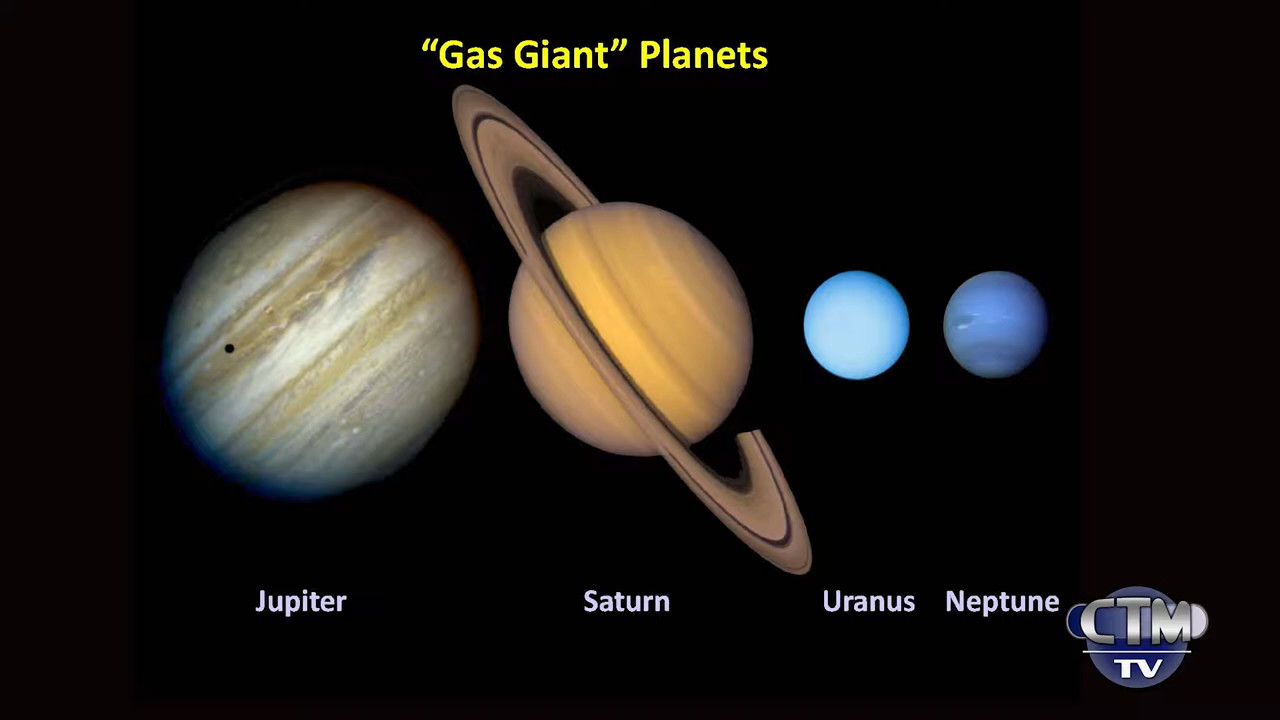 “Gas Giant” Planets
Jupiter
Saturn
Uranus
Neptune
CTM
TV